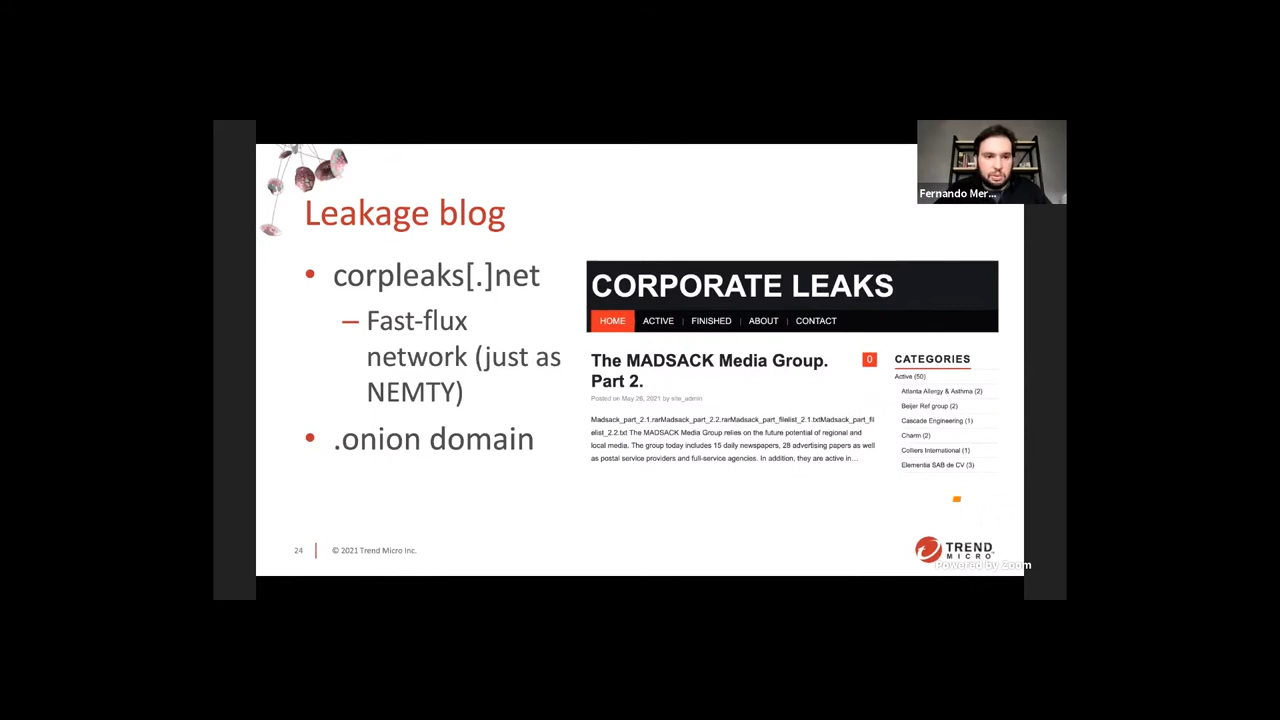 Fernando Mer...
Leakage blog
• corpleaks[.]net
– Fast-flux
network (just as
NEMTY)
• .onion domain
CORPORATE LEAKS
HOME ACTIVE | FINISHED | ABOUT | CONTACT
The MADSACK Media Group.
Part 2.
0
Posted on May 26, 2021 by site_admin
Madsack_part_2.1.rarMadsack_part_2.2.rarMadsack_part_filelist_2.1.txtMadsack_part_fil
elist_2.2.txt The MADSACK Media Group relies on the future potential of regional and
local media. The group today includes 15 daily newspapers, 28 advertising papers as well
as postal service providers and full-service agencies. In addition, they are active in…
CATEGORIES
Active (50)
Atlanta Allergy & Asthma (2)
Beijer Ref group (2)
Cascade Engineering (1)
Charm (2)
Colliers International (1)
Elementia SAB de CV (3)
24
© 2021 Trend Micro Inc.
TREND
MICRO
Powered by Zoom